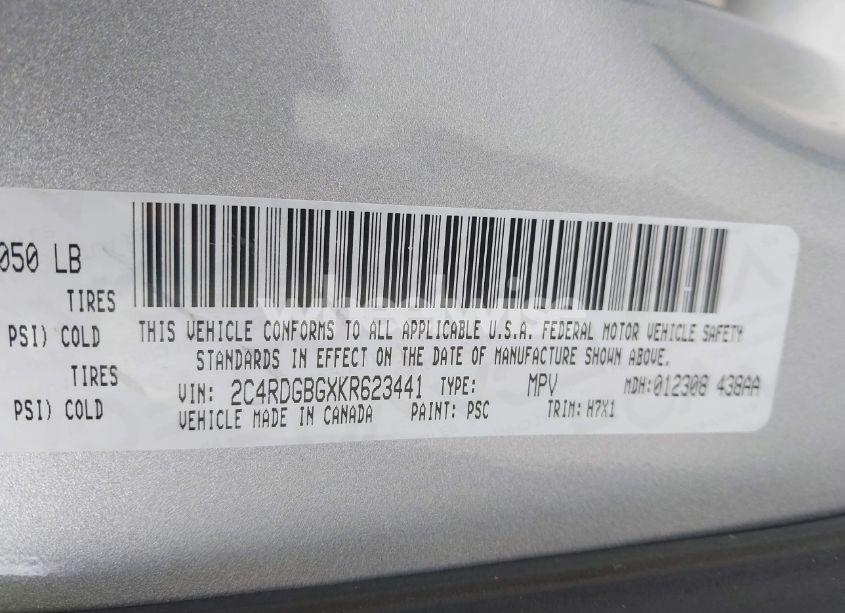 050 LB
TIRES
PSI) COLD
TIRES
PSI) COLD
THIS VEHICLE CONFORMS TO ALL APPLICABLE U.S.A. FEDERAL MOTOR VEHICLE SAFETY
STANDARDS IN EFFECT ON THE DATE OF MANUFACTURE SHOWN ABOVE.
VIN: 2C4RDGBGXKR623441 TYPE: MPV MDH:012308 438AA
VEHICLE MADE IN CANADA PAINT: PSC TRIM: H7X1
wheelwise